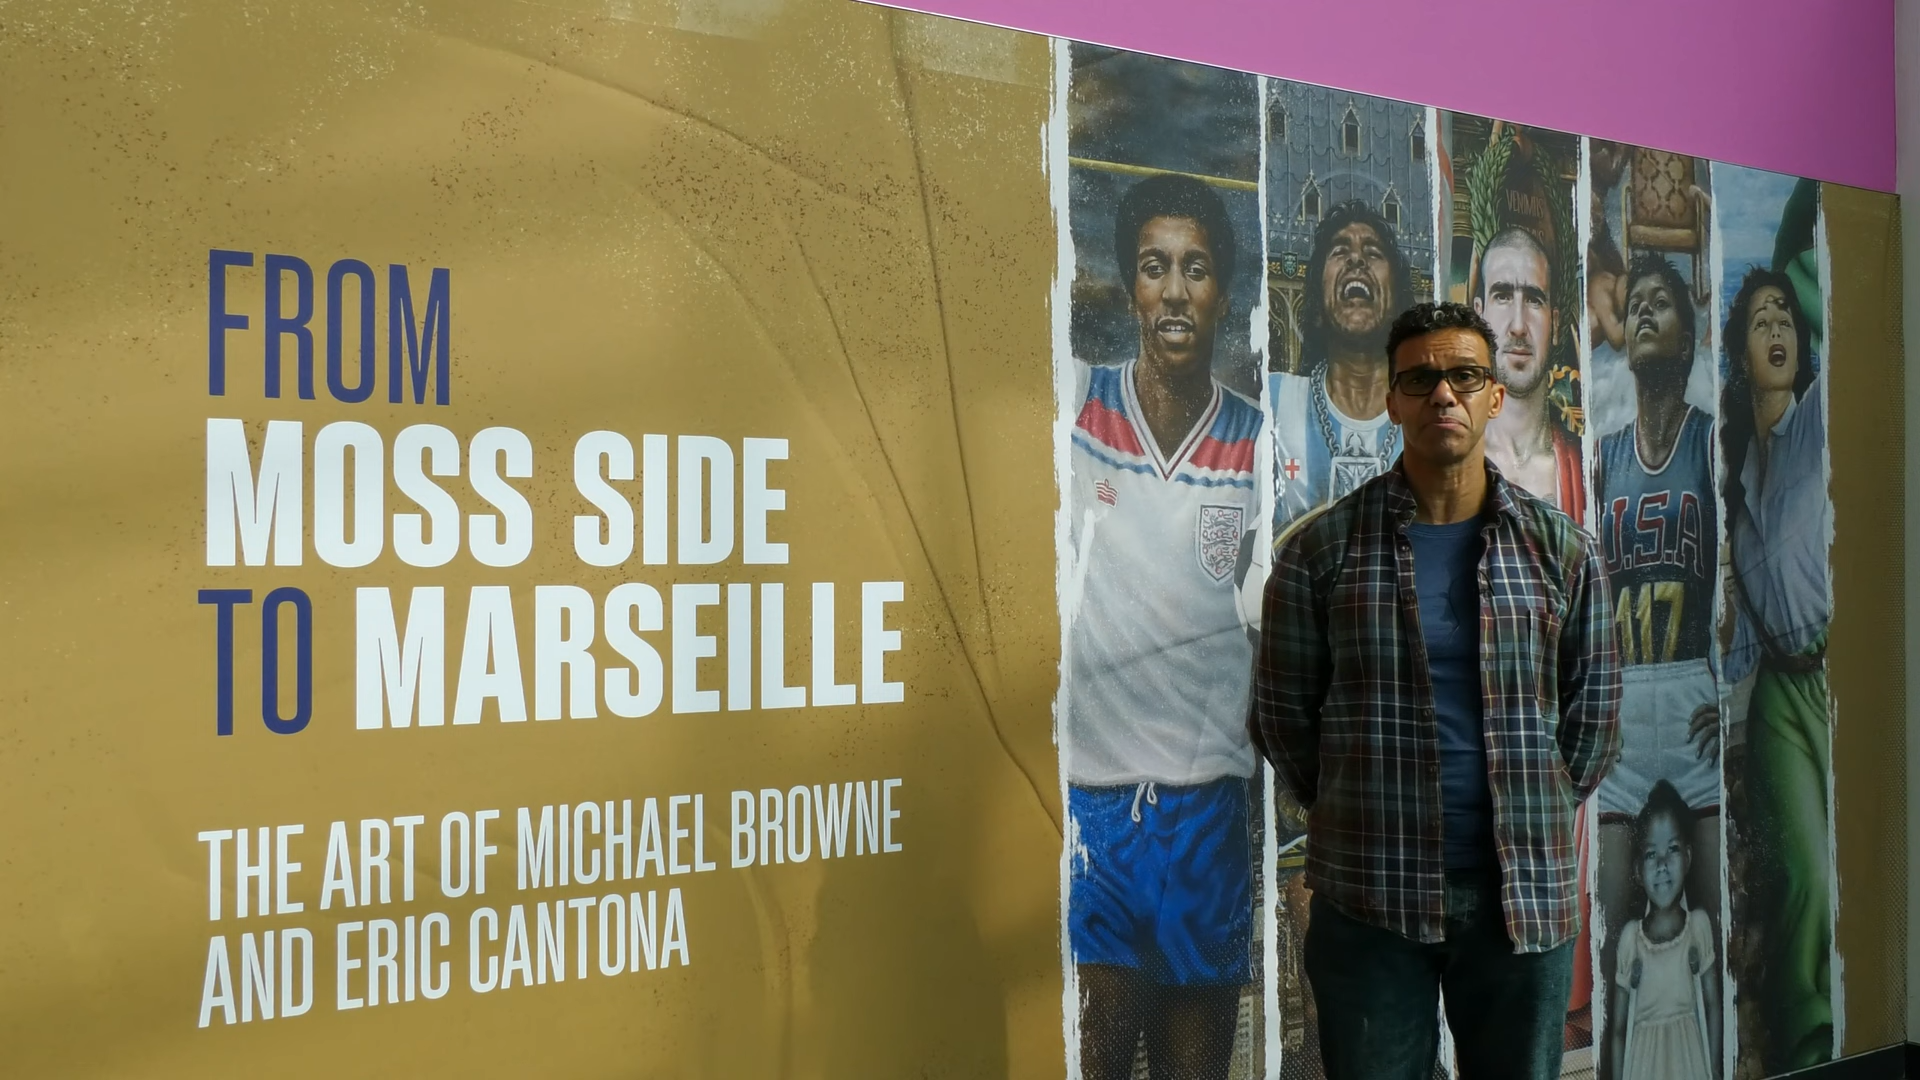 FROM
MOSS SIDE
TO MARSEILLE
THE ART OF MICHAEL BROWNE
AND ERIC CANTONA
U.S.A
117